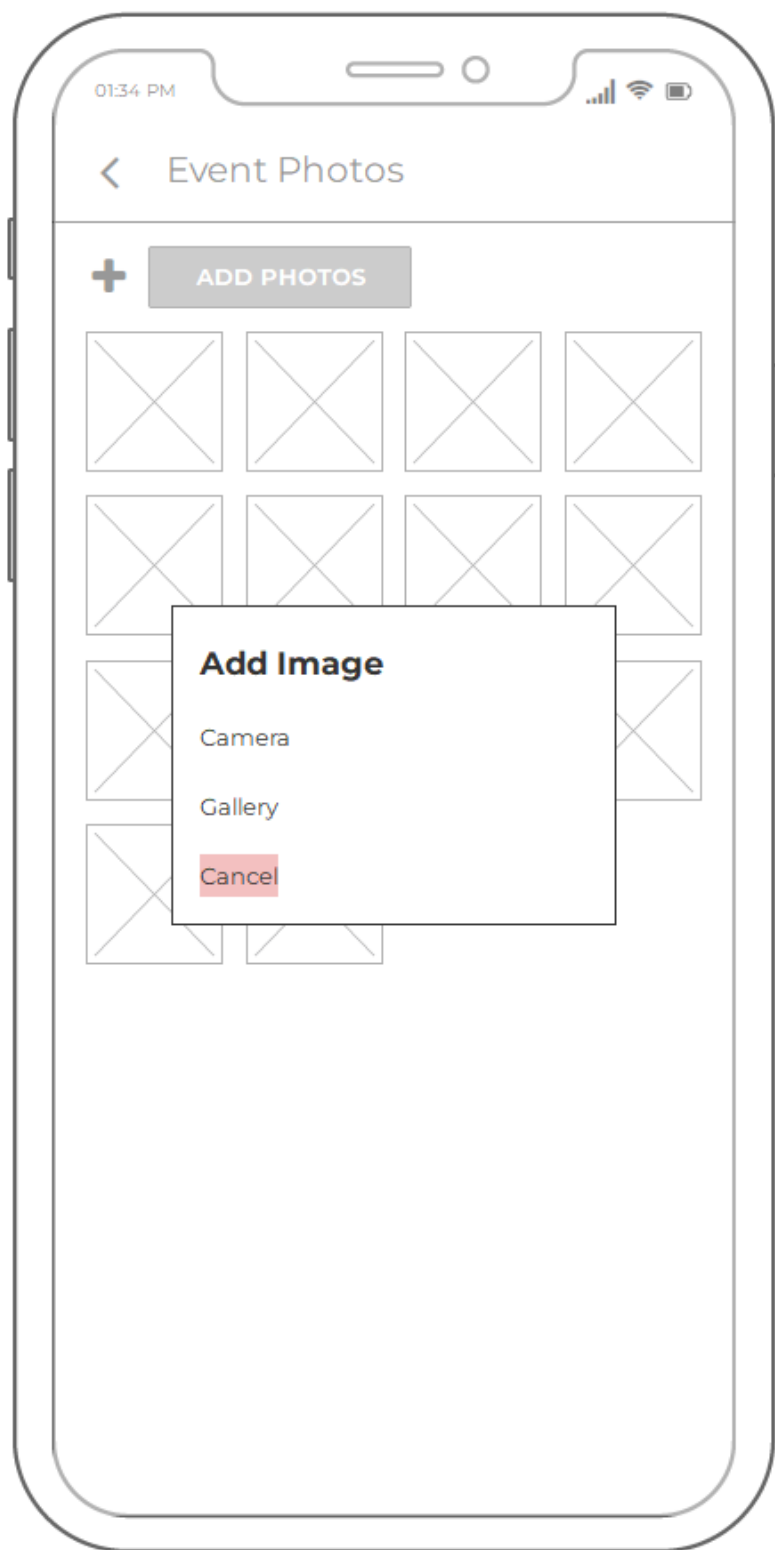 01:34 PM
Event Photos
ADD PHOTOS
Add Image
Camera
Gallery
Cancel